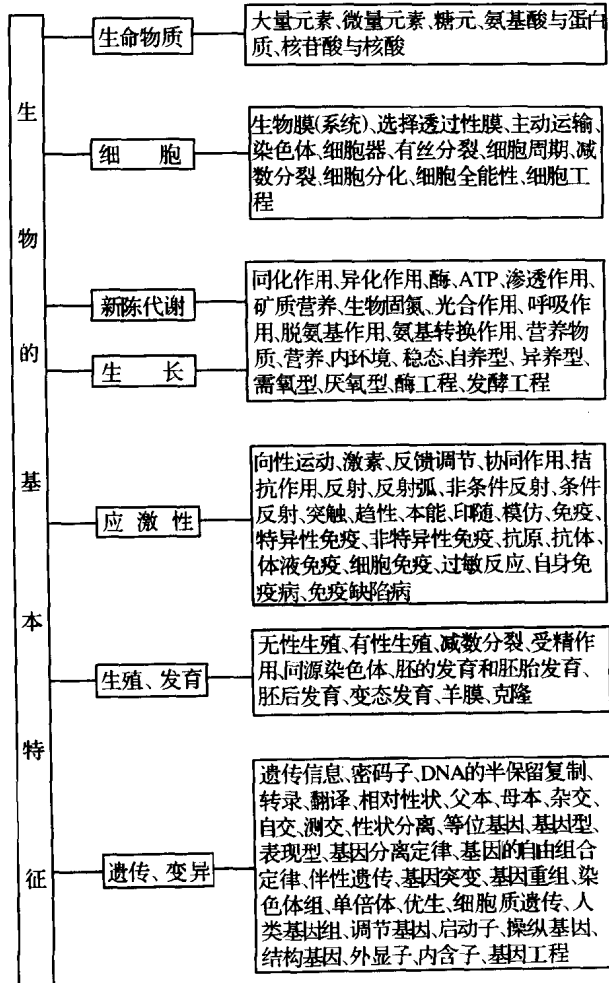 生物的基本特征
生命物质
大量元素、微量元素、糖元、氨基酸与蛋白
质、核苷酸与核酸
细胞
生物膜(系统)、选择透过性膜、主动运输、
染色体、细胞器、有丝分裂、细胞周期、减
数分裂、细胞分化、细胞全能性、细胞工
程
新陈代谢
生长
同化作用、异化作用、酶、ATP、渗透作用、
矿质营养、生物固氮、光合作用、呼吸作
用、脱氨基作用、氨基转换作用、营养物
质、营养、内环境、稳态、自养型、异养型、
需氧型、厌氧型、酶工程、发酵工程
应激性
向性运动、激素、反馈调节、协同作用、拮
抗作用、反射、反射弧、非条件反射、条件
反射、突触、趋性、本能、印随、模仿、免疫、
特异性免疫、非特异性免疫、抗原、抗体、
体液免疫、细胞免疫、过敏反应、自身免
疫病、免疫缺陷病
生殖、发育
无性生殖、有性生殖、减数分裂、受精作
用、同源染色体、胚的发育和胚胎发育、
胚后发育、变态发育、羊膜、克隆
遗传、变异
遗传信息、密码子、DNA的半保留复制、
转录、翻译、相对性状、父本、母本、杂交、
自交、测交、性状分离、等位基因、基因型、
表现型、基因分离定律、基因的自由组合
定律、伴性遗传、基因突变、基因重组、染
色体组、单倍体、优生、细胞质遗传、人
类基因组、调节基因、启动子、操纵基因、
结构基因、外显子、内含子、基因工程